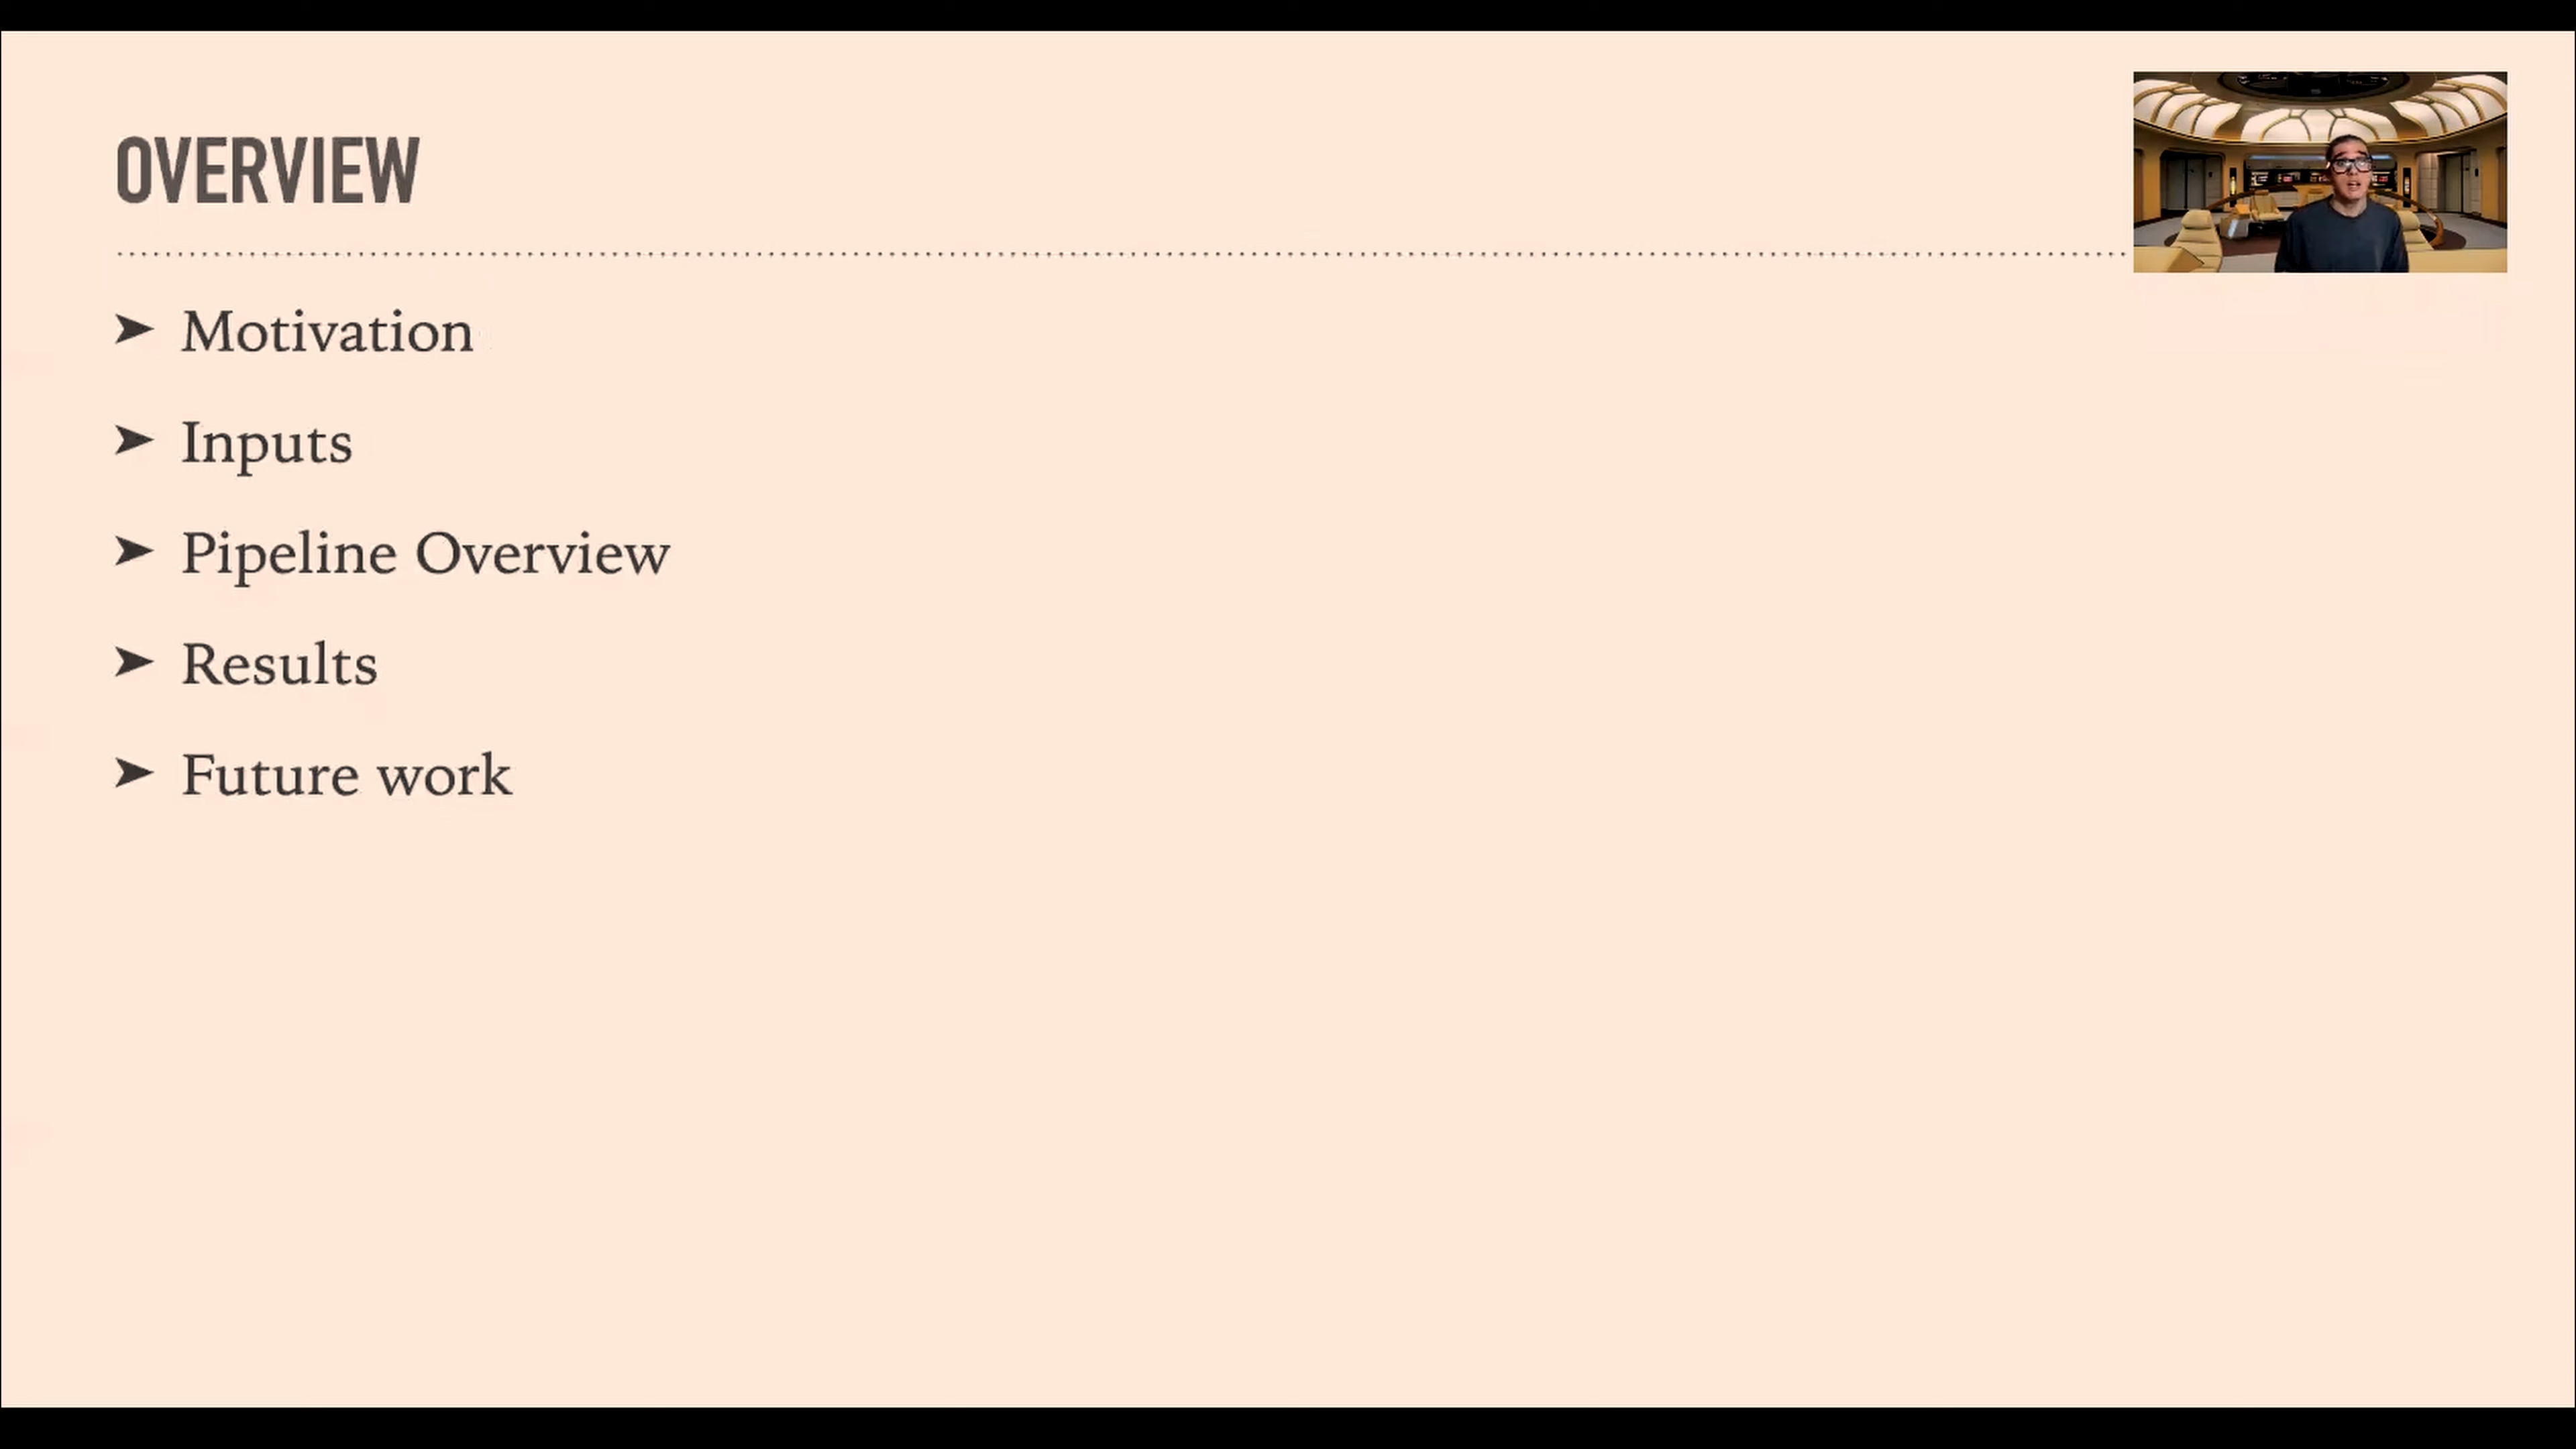 OVERVIEW
➤ Motivation
➤ Inputs
➤ Pipeline Overview
➤ Results
➤ Future work